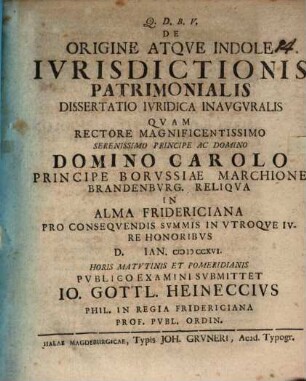 Q. D. B. V.
DE
ORIGINE ATQVE INDOLE
IVRISDICTIONIS
PATRIMONIALIS
DISSERTATIO IVRIDICA INAVGVRALIS
QVAM
RECTORE MAGNIFICENTISSIMO
SERENISSIMO PRINCIPE AC DOMINO
DOMINO CAROLO
PRINCIPE BORVSSIAE MARCHIONE
BRANDENBVRG. RELIQVA
IN
ALMA FRIDERICIANA
PRO CONSEQVENDIS SVMMIS IN VTROQVE IV-
RE HONORIBVS
D. IAN. CIƆIƆCCXVI.
HORIS MATVTINIS ET POMERIDIANIS
PVBLICO EXAMINI SVBMITTET
IO. GOTTL. HEINECCIVS
PHIL. IN REGIA FRIDERICIANA
PROF. PVBL. ORDIN.
HALAE MAGDEBVRGICAE, Typis JOH. GRVNERI, Acad. Typogr.